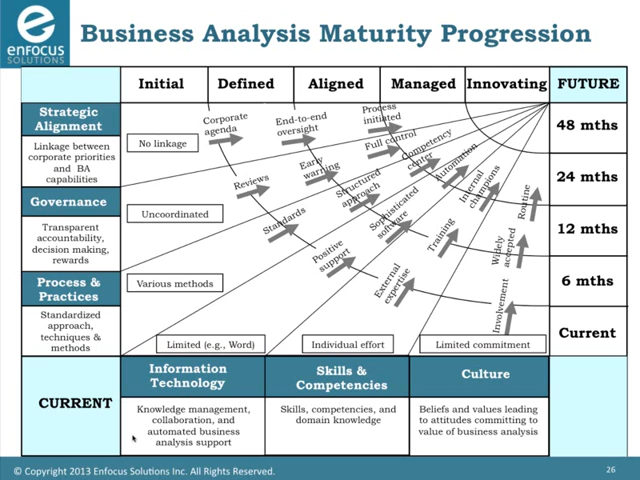 enfocus
SOLUTIONS
Business Analysis Maturity Progression
Initial
Defined
Aligned
Managed
Innovating
FUTURE
Strategic
Alignment
Linkage between
corporate priorities
and BA
capabilities
Governance
Transparent
accountability,
decision making,
rewards
Process &
Practices
Standardized
approach,
techniques &
methods
No linkage
Corporate
agenda
End-to-end
oversight
Process
initiated
Uncoordinated
Reviews
Early
warning
Full control
Various methods
Standards
Structured
approach
Competency
center
Limited (e.g., Word)
Positive
support
Sophisticated
software
Automation
Individual effort
External
expertise
Training
Internal
champions
Limited commitment
Involvement
Widely
accepted
Routine
48 mths
24 mths
12 mths
6 mths
Current
CURRENT
Information
Technology
Knowledge management,
collaboration, and
automated business
analysis support
Skills &
Competencies
Skills, competencies, and
domain knowledge
Culture
Beliefs and values leading
to attitudes committing to
value of business analysis
© Copyright 2013 Enfocus Solutions Inc. All Rights Reserved.
26